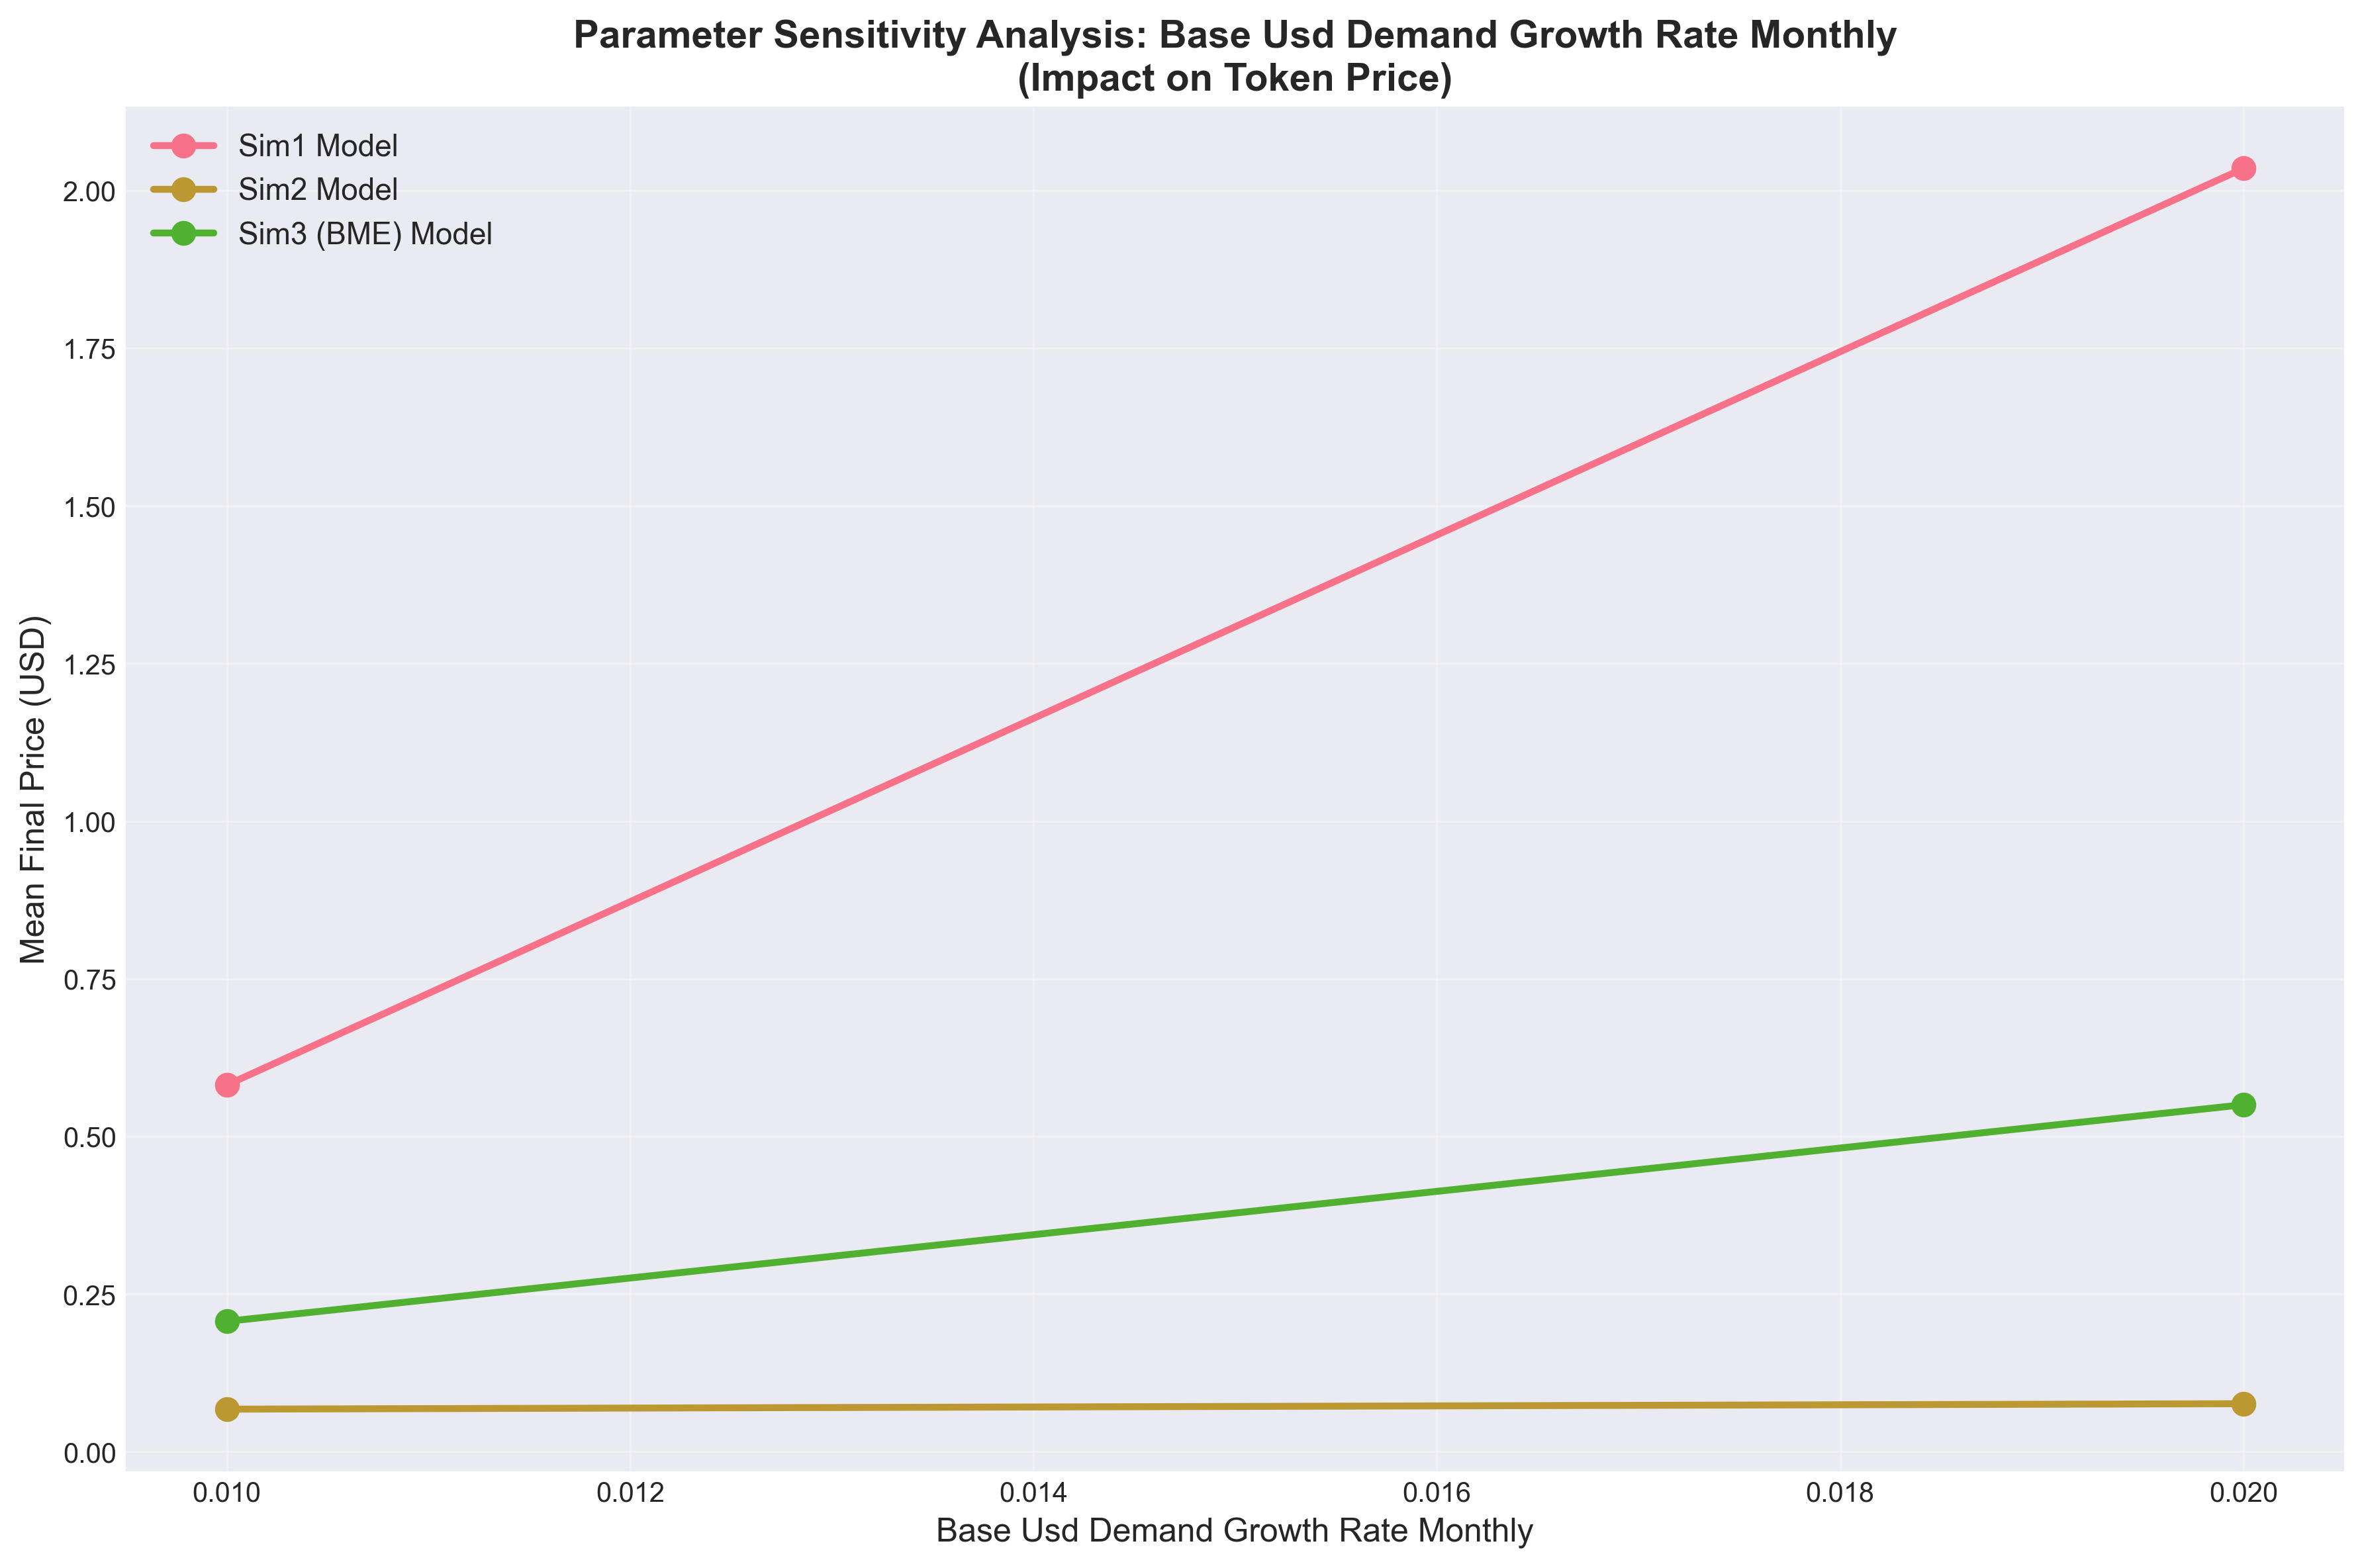 Parameter Sensitivity Analysis: Base Usd Demand Growth Rate Monthly
(Impact on Token Price)
Sim1 Model
Sim2 Model
Sim3 (BME) Model
Mean Final Price (USD)
2.00
1.75
1.50
1.25
1.00
0.75
0.50
0.25
0.00
0.010 0.012 0.014 0.016 0.018 0.020
Base Usd Demand Growth Rate Monthly